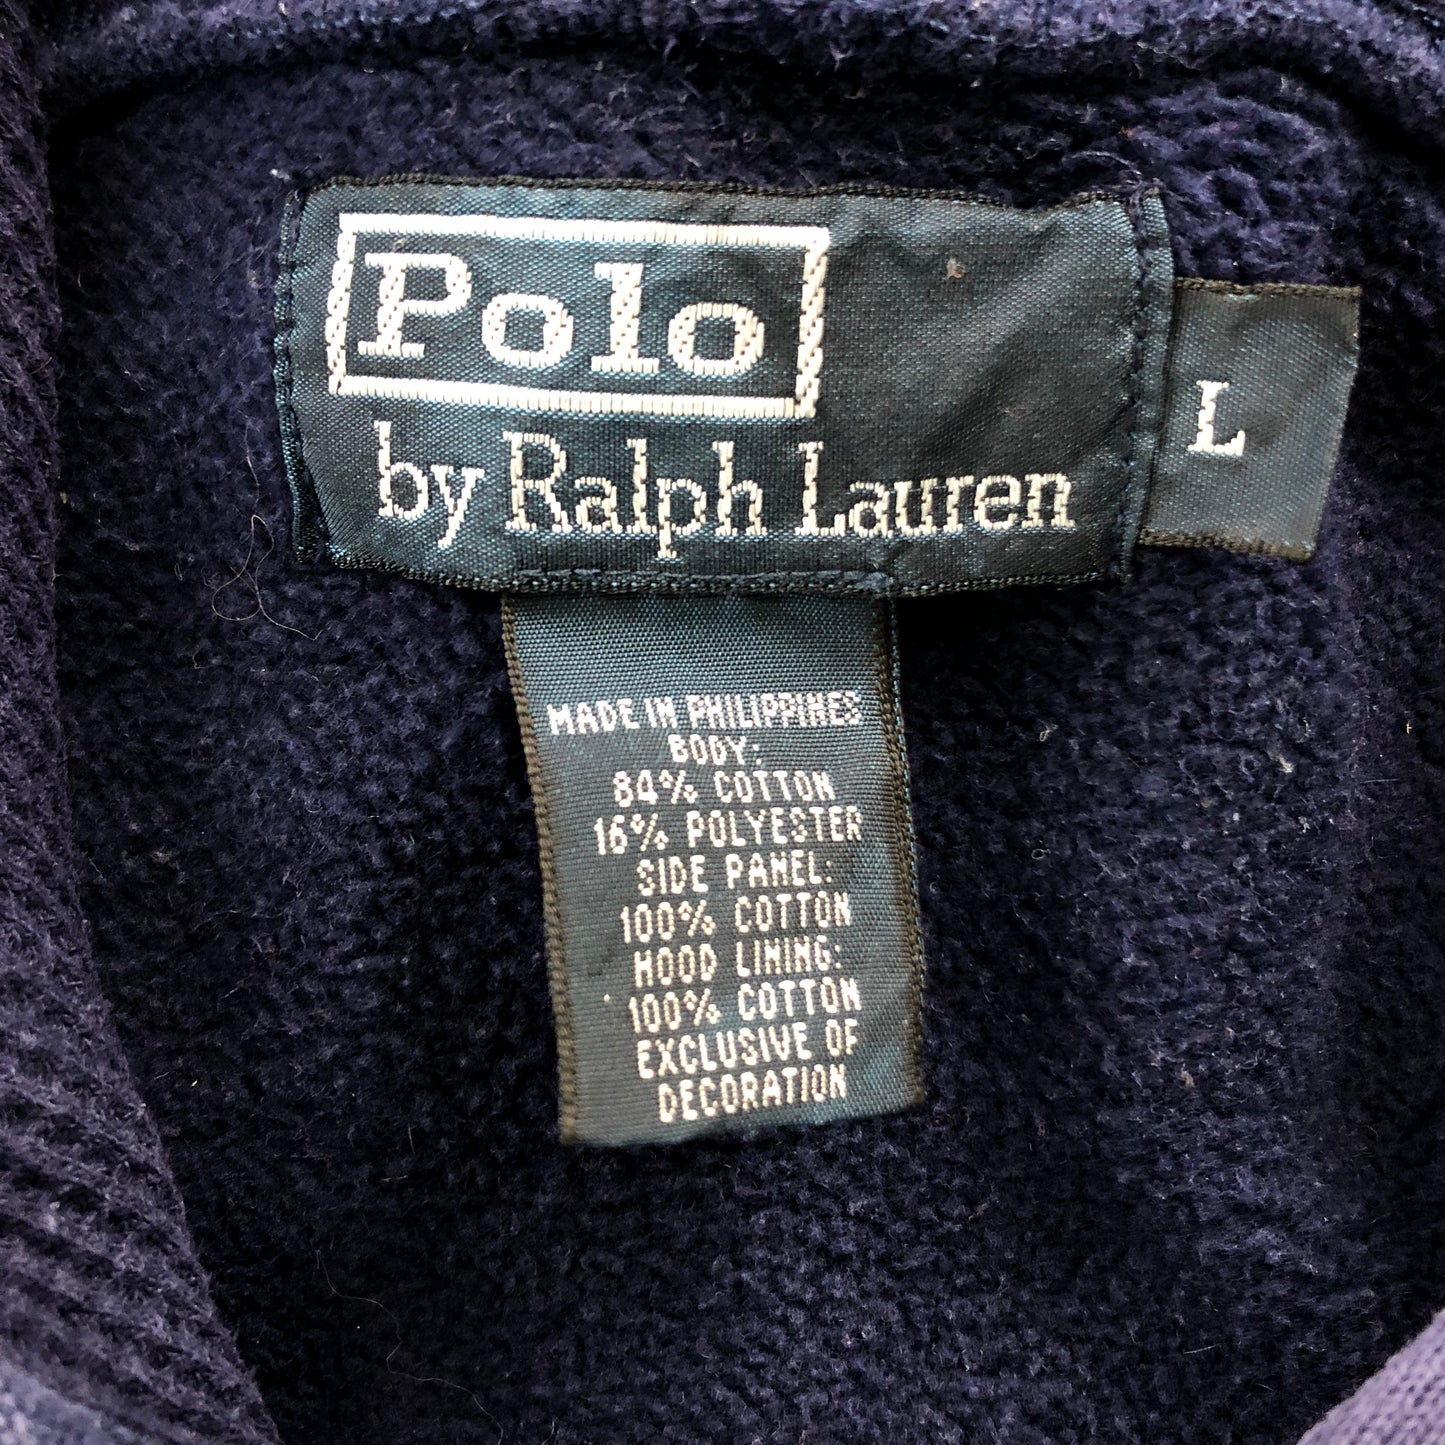 Polo
by Ralph Lauren
L
MADE IN PHILIPPINES
BODY:
84% COTTON
16% POLYESTER
SIDE PANEL:
100% COTTON
HOOD LINING:
100% COTTON
EXCLUSIVE OF
DECORATION